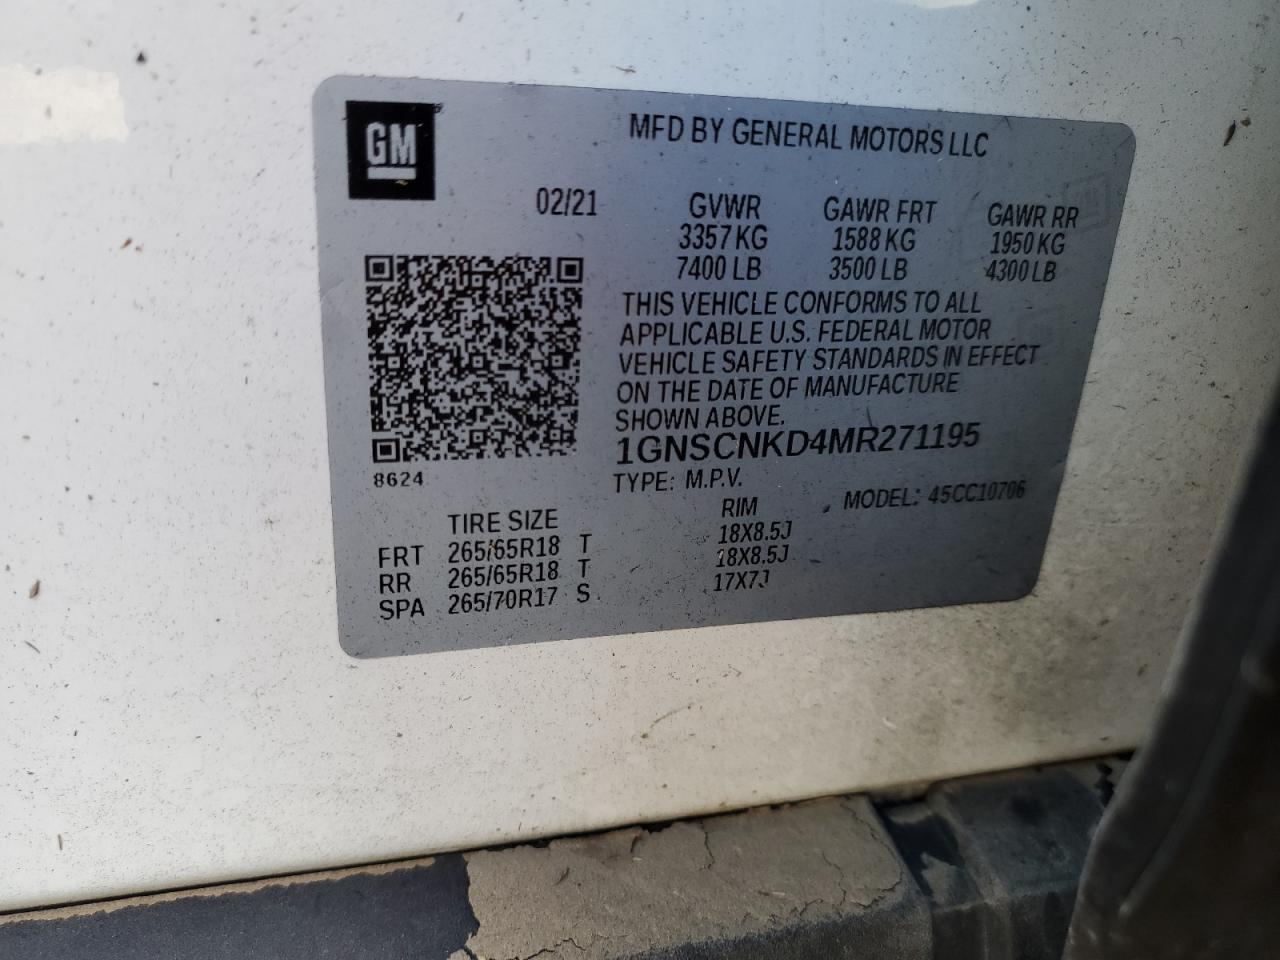 GM
MFD BY GENERAL MOTORS LLC
02/21
GVWR GAWR FRT GAWR RR
3357 KG 1588 KG 1950 KG
7400 LB 3500 LB 4300 LB
THIS VEHICLE CONFORMS TO ALL
APPLICABLE U.S. FEDERAL MOTOR
VEHICLE SAFETY STANDARDS IN EFFECT
ON THE DATE OF MANUFACTURE
SHOWN ABOVE.
1GNSCNKD4MR271195
8624
TYPE: M.P.V.
MODEL: 45CC10706
TIRE SIZE RIM
FRT 265/65R18 T 18X8.5J
RR 265/65R18 T 18X8.5J
SPA 265/70R17 S 17X7J